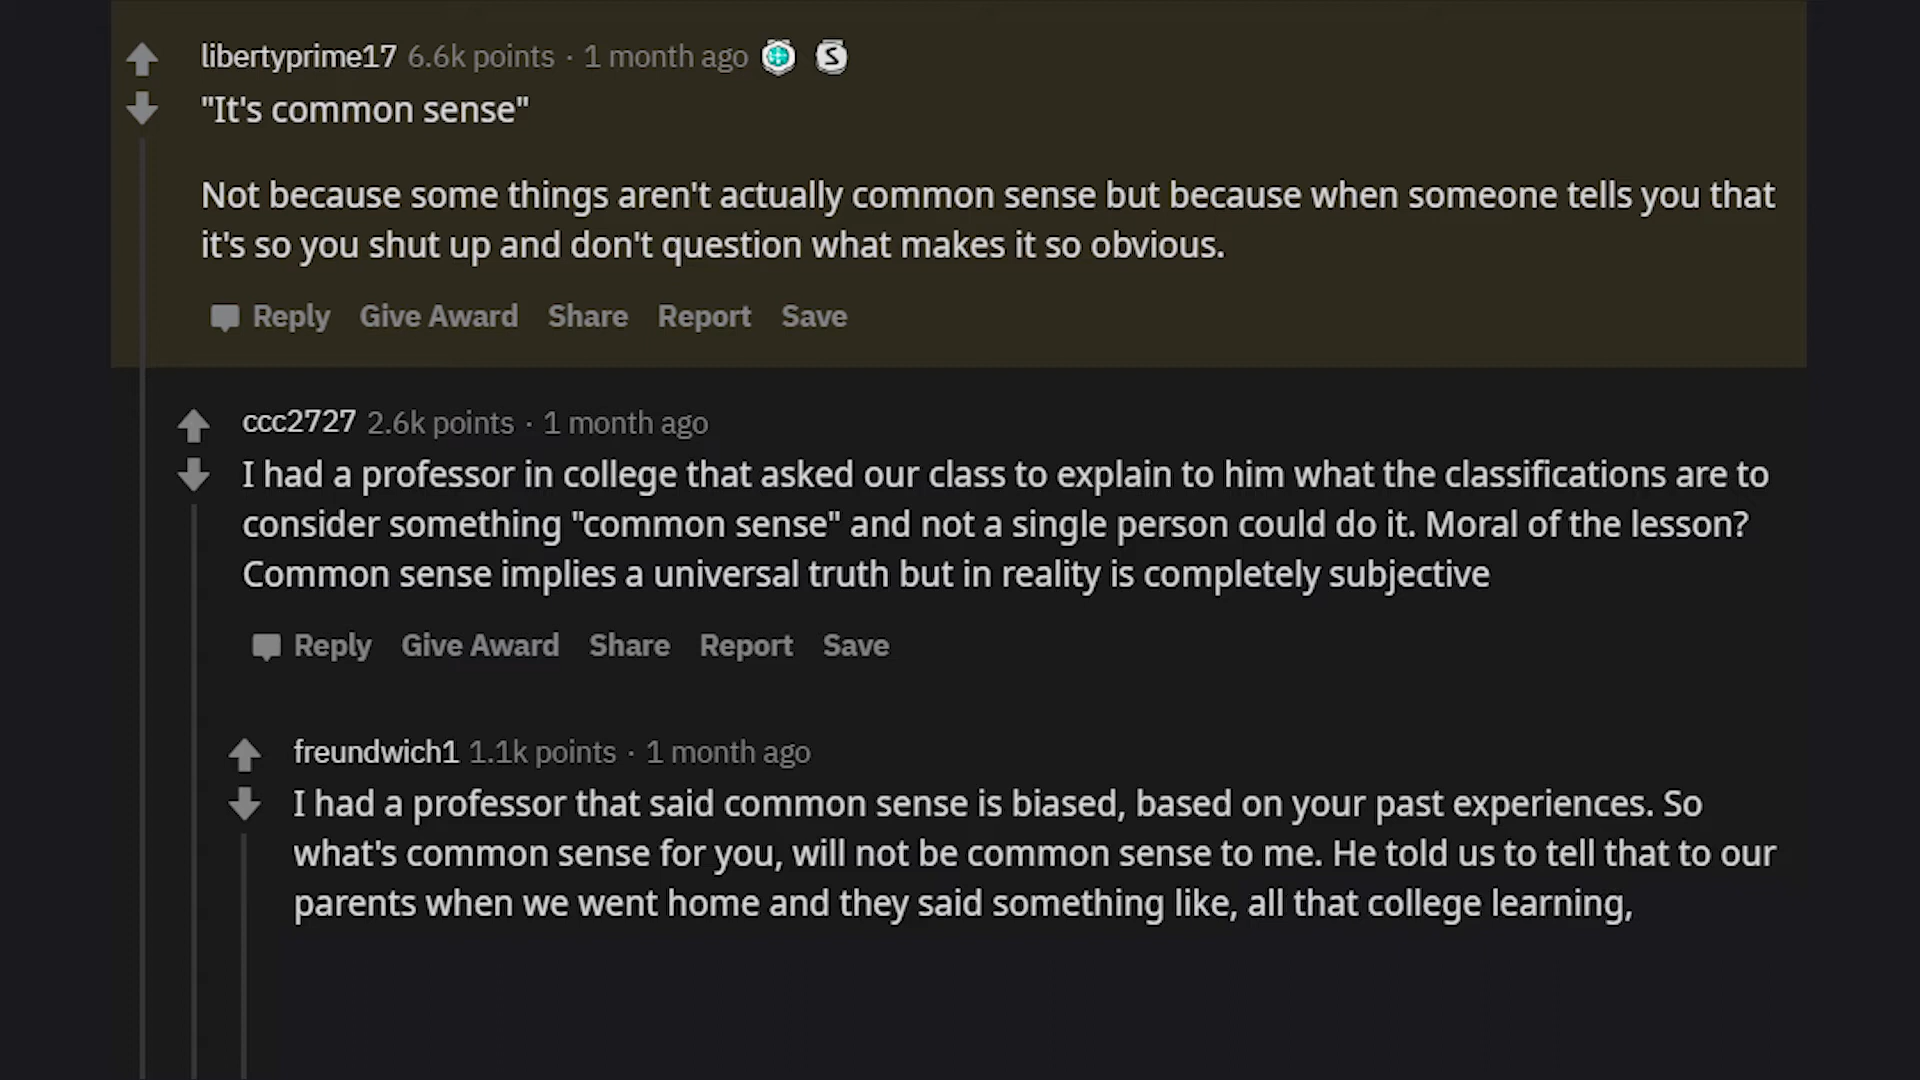 libertyprime17 6.6k points · 1 month ago S
"It's common sense"
Not because some things aren't actually common sense but because when someone tells you that
it's so you shut up and don't question what makes it so obvious.
Reply Give Award Share Report Save
ccc2727 2.6k points · 1 month ago
I had a professor in college that asked our class to explain to him what the classifications are to
consider something "common sense" and not a single person could do it. Moral of the lesson?
Common sense implies a universal truth but in reality is completely subjective
Reply Give Award Share Report Save
freundwich1 1.1k points · 1 month ago
I had a professor that said common sense is biased, based on your past experiences. So
what's common sense for you, will not be common sense to me. He told us to tell that to our
parents when we went home and they said something like, all that college learning,